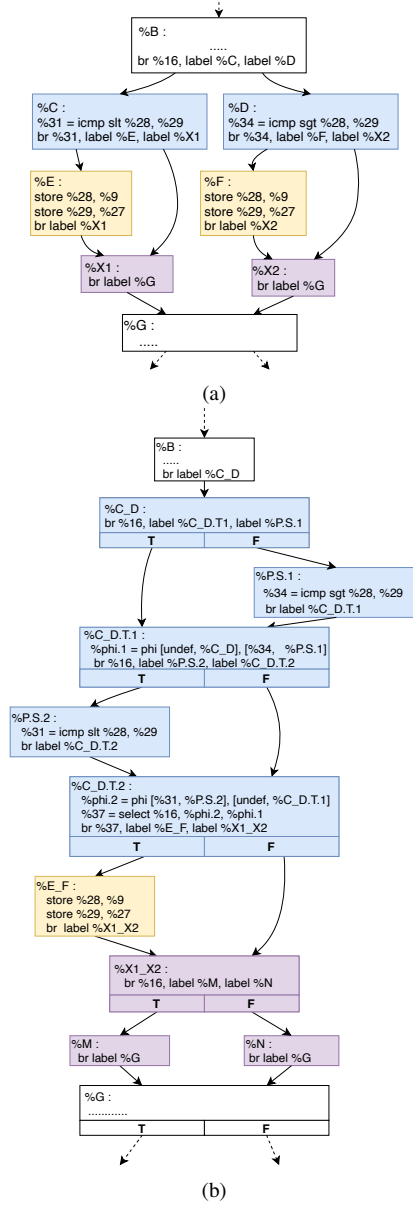 %B :
.....
br %16, label %C, label %D
%C :
%31 = icmp slt %28, %29
br %31, label %E, label %X1
%D :
%34 = icmp sgt %28, %29
br %34, label %F, label %X2
%E :
store %28, %9
store %29, %27
br label %X1
%F :
store %28, %9
store %29, %27
br label %X2
%X1 :
br label %G
%X2 :
br label %G
%G :
.....
(a)
%B :
.....
br label %C_D
%C_D :
br %16, label %C_D.T1, label %P.S.1
T F
%P.S.1 :
%34 = icmp sgt %28, %29
br label %C_D.T.1
%C_D.T.1 :
%phi.1 = phi [undef, %C_D], [%34, %P.S.1]
br %16, label %P.S.2, label %C_D.T.2
T F
%P.S.2 :
%31 = icmp slt %28, %29
br label %C_D.T.2
%C_D.T.2 :
%phi.2 = phi [%31, %P.S.2], [undef, %C_D.T.1]
%37 = select %16, %phi.2, %phi.1
br %37, label %E_F, label %X1_X2
T F
%E_F :
store %28, %9
store %29, %27
br label %X1_X2
%X1_X2 :
br %16, label %M, label %N
T F
%M :
br label %G
%N :
br label %G
%G :
............
T F
(b)